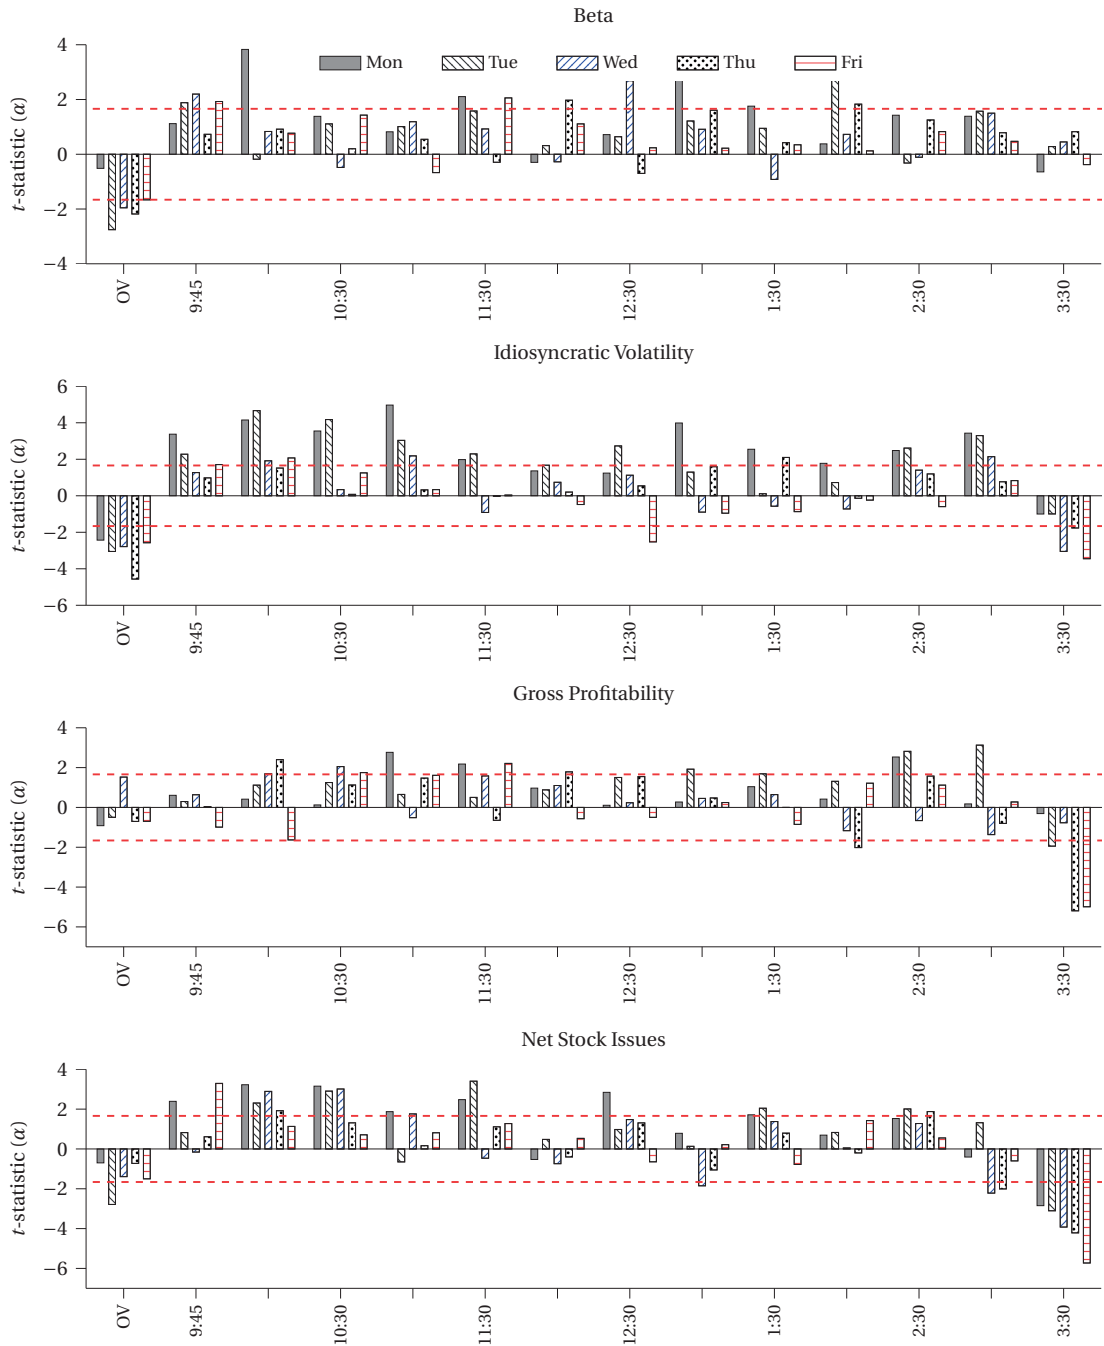 Beta
Mon Tue Wed Thu Fri
t-statistic (α)
4
2
0
−2
−4
OV 9:45 10:30 11:30 12:30 1:30 2:30 3:30
Idiosyncratic Volatility
t-statistic (α)
6
4
2
0
−2
−4
−6
OV 9:45 10:30 11:30 12:30 1:30 2:30 3:30
Gross Profitability
t-statistic (α)
4
2
0
−2
−4
−6
OV 9:45 10:30 11:30 12:30 1:30 2:30 3:30
Net Stock Issues
t-statistic (α)
4
2
0
−2
−4
−6
OV 9:45 10:30 11:30 12:30 1:30 2:30 3:30